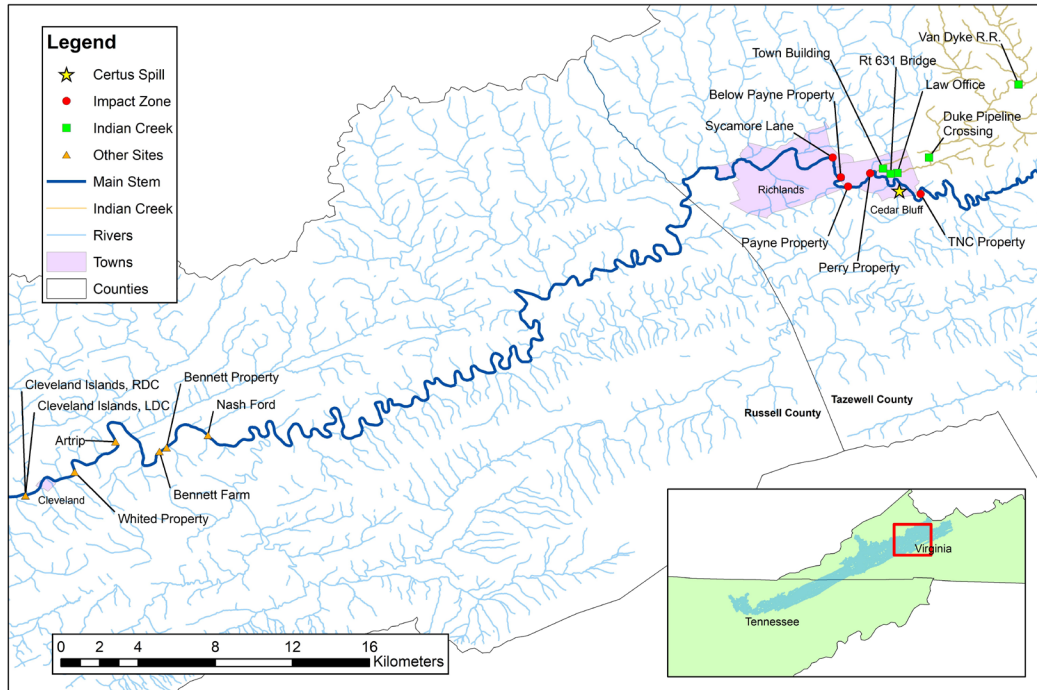 Legend
Certus Spill
Impact Zone
Indian Creek
Other Sites
Main Stem
Indian Creek
Rivers
Towns
Counties
Van Dyke R.R.
Town Building
Rt 631 Bridge
Below Payne Property
Law Office
Sycamore Lane
Duke Pipeline
Crossing
Richlands
Cedar Bluff
Payne Property
TNC Property
Perry Property
Cleveland Islands, RDC
Bennett Property
Cleveland Islands, LDC
Nash Ford
Artrip
Russell County
Tazewell County
Cleveland
Bennett Farm
Whited Property
Virginia
Tennessee
0 1 2 4 8 12 16
Kilometers